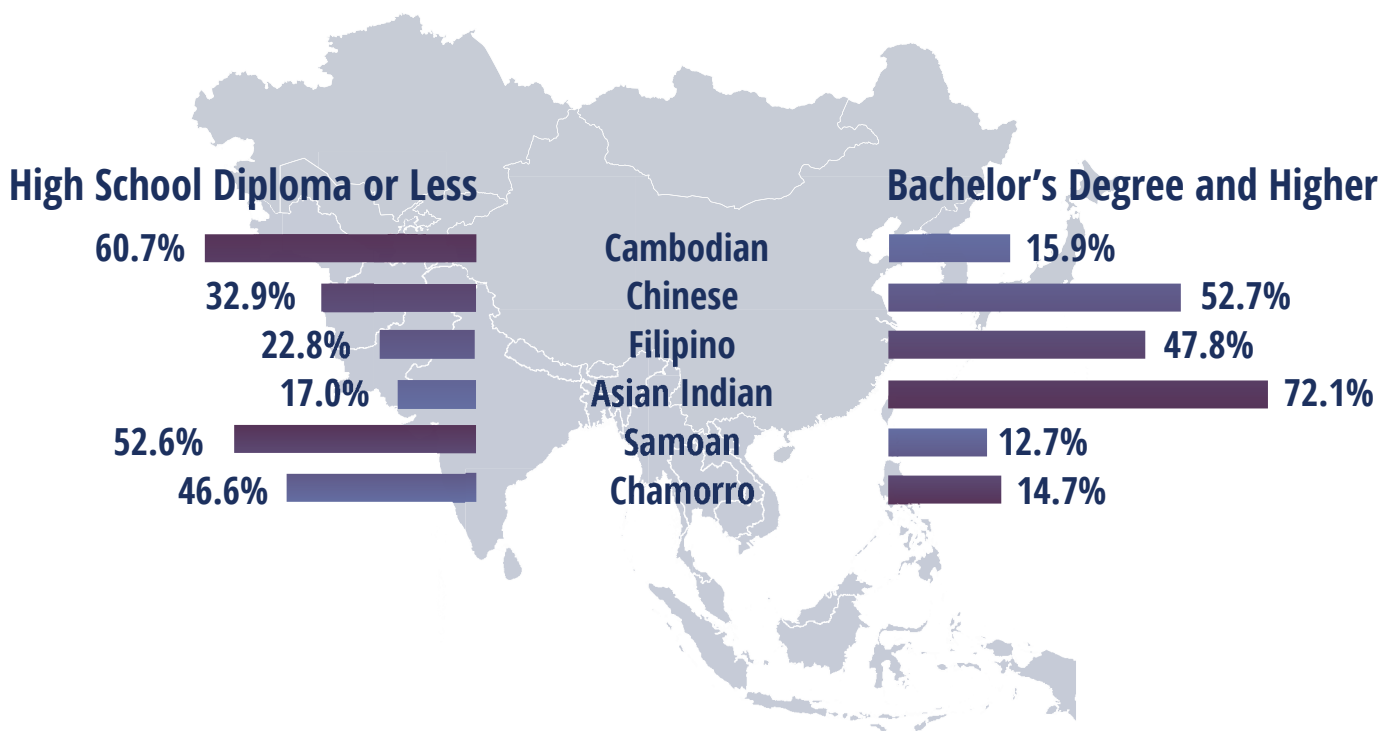 High School Diploma or Less
Bachelor’s Degree and Higher
60.7% Cambodian 15.9%
32.9% Chinese 52.7%
22.8% Filipino 47.8%
17.0% Asian Indian 72.1%
52.6% Samoan 12.7%
46.6% Chamorro 14.7%